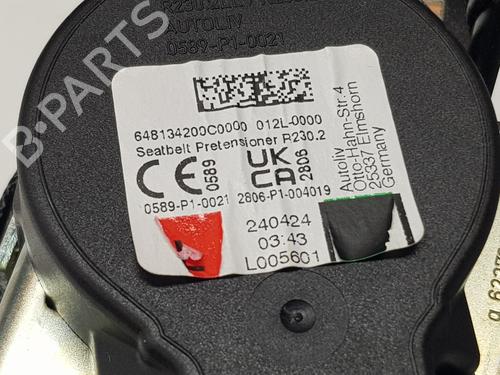 AUTOLIV
0589-P1-0021
648134200C0000 012L-0000
Seatbelt Pretensioner R230.2
CE 0589
UK CA 2806
0589-P1-0021 2806-P1-004019
240424
03:43
L005601
Autoliv
Otto-Hahn-Str.4
25337 Elmshorn
Germany
B-PARTS